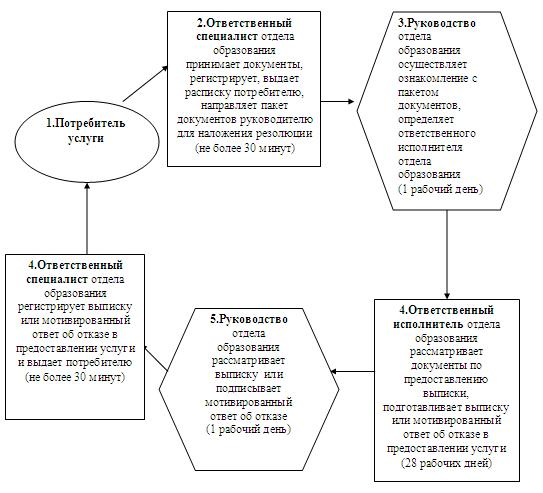 1.Потребитель
услуги
2.Ответственный
специалист отдела
образования
принимает документы,
регистрирует, выдает
расписку потребителю,
направляет пакет
документов руководителю
для наложения резолюции
(не более 30 минут)
3.Руководство
отдела
образования
осуществляет
ознакомление с
пакетом
документов,
определяет
ответственного
исполнителя
отдела
образования
(1 рабочий день)
4.Ответственный
исполнитель отдела
образования
рассматривает
документы по
предоставлению
выписки,
подготавливает выписку
или мотивированный
ответ об отказе в
предоставлении услуги
(28 рабочих дней)
5.Руководство
отдела
образования
рассматривает
выписку или
подписывает
мотивированный
ответ об отказе
(1 рабочий день)
4.Ответственный
специалист отдела
образования
регистрирует выписку
или мотивированный
ответ об отказе в
предоставлении услуги
и выдает потребителю
(не более 30 минут)